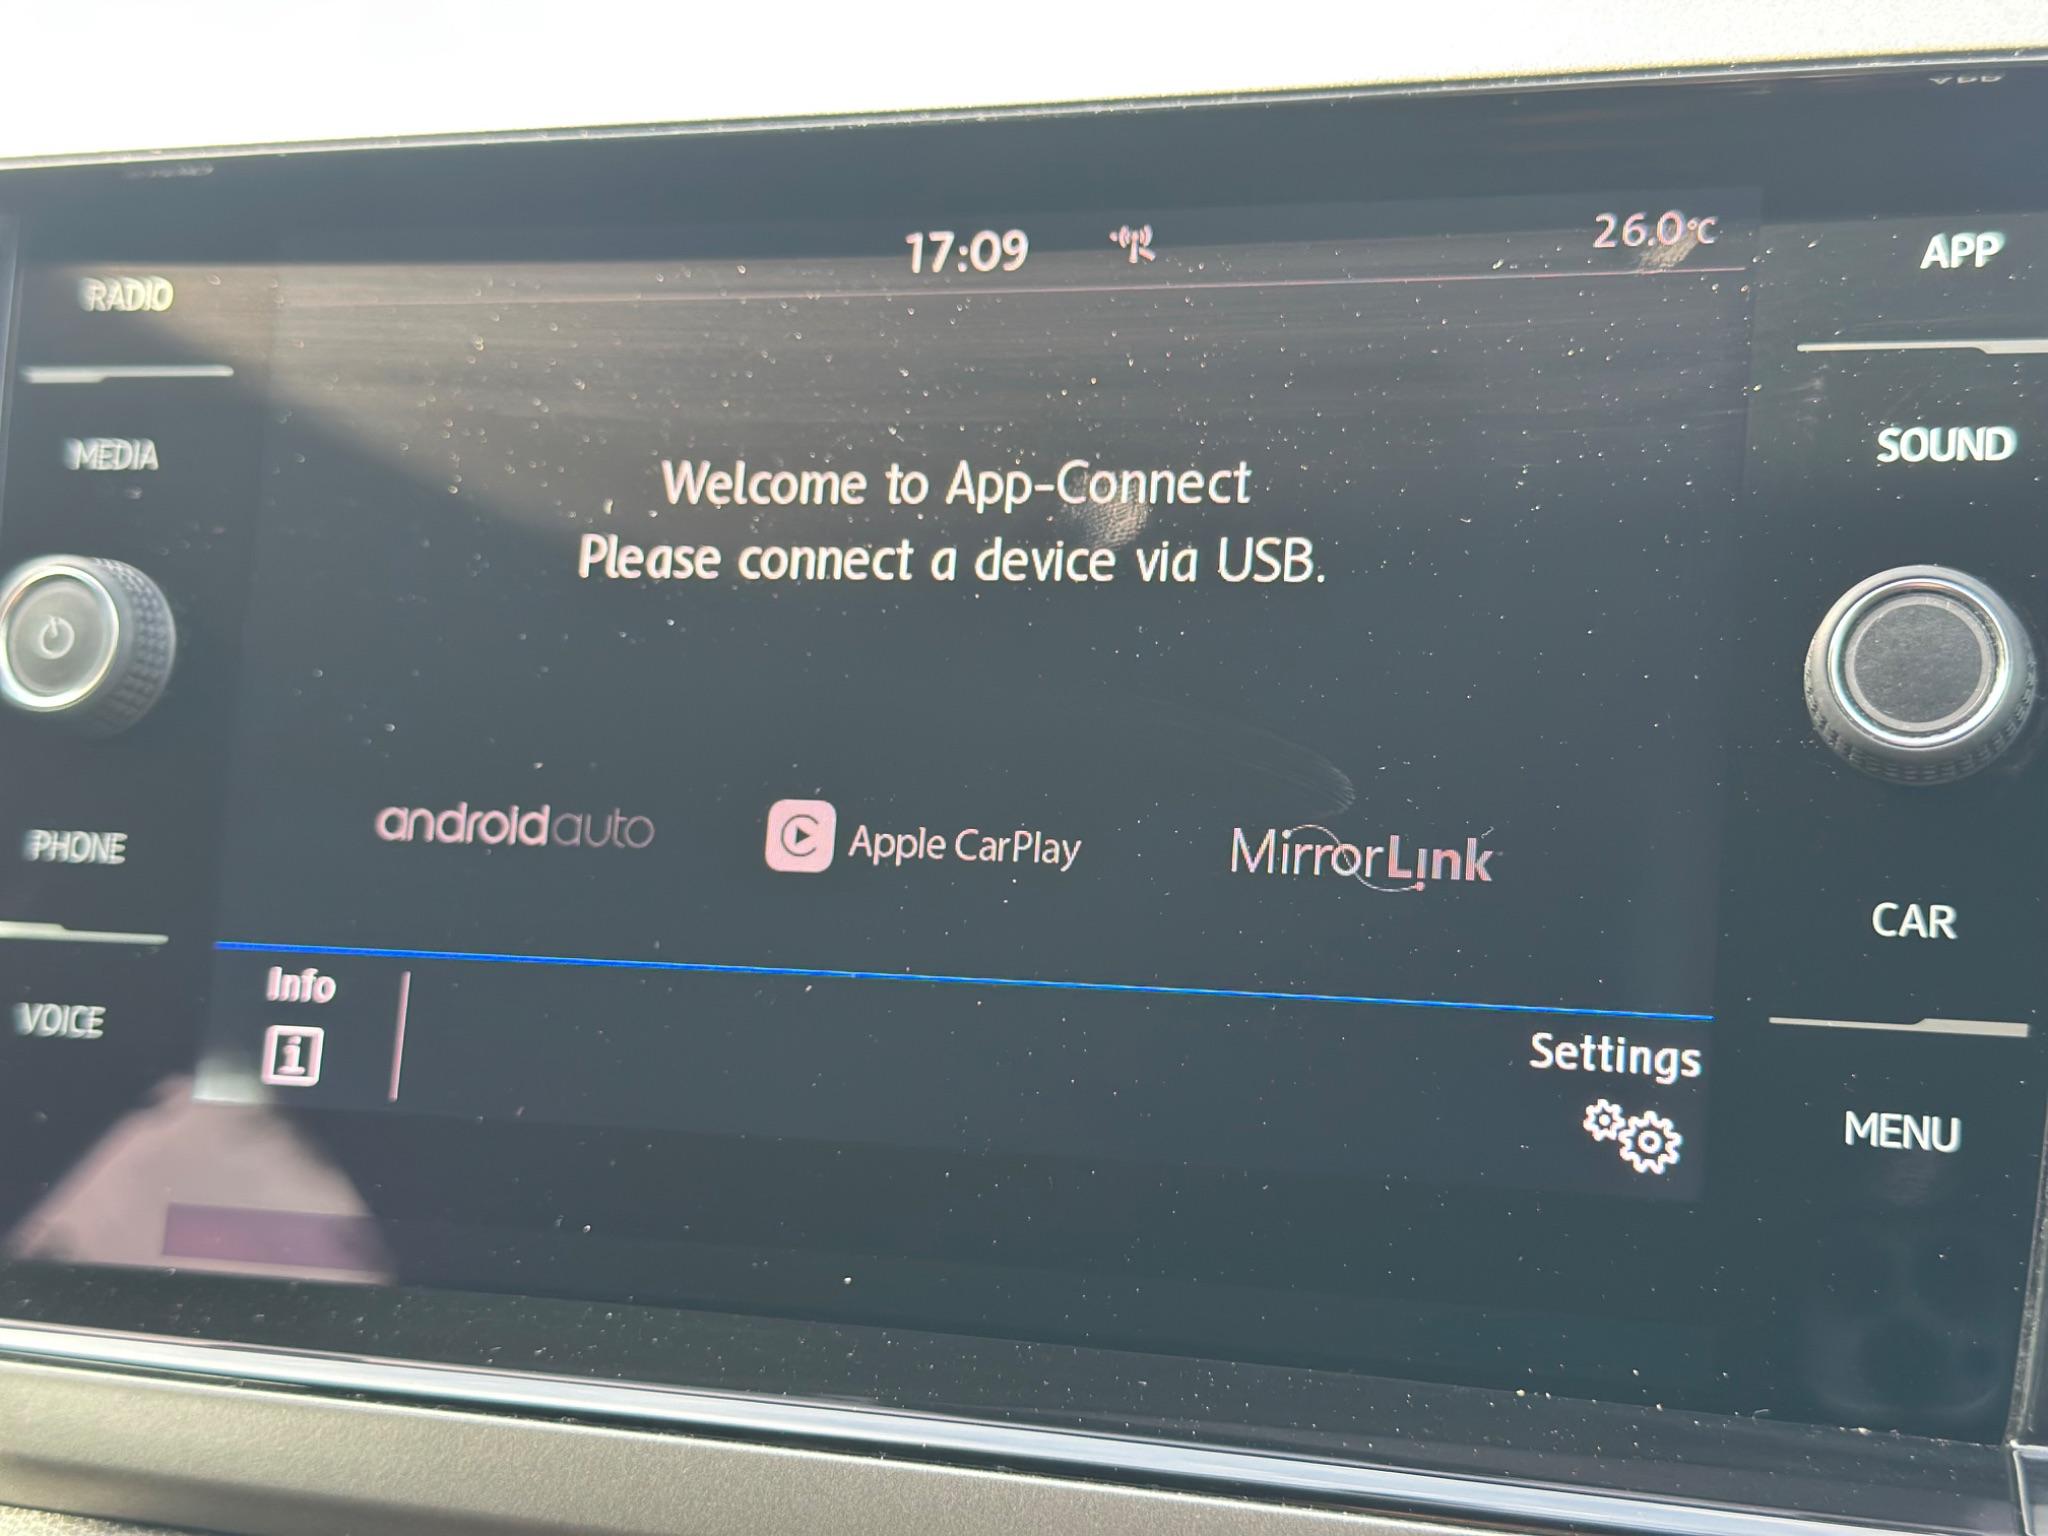 17:09
26.0°C
RADIO
MEDIA
PHONE
VOICE
Welcome to App-Connect
Please connect a device via USB.
androidauto
Apple CarPlay
MirrorLink
Info
Settings
APP
SOUND
CAR
MENU